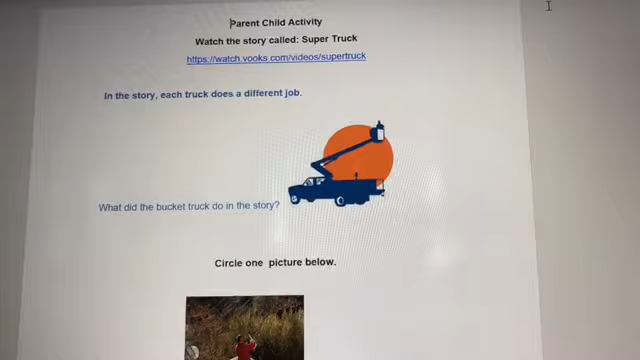 Parent Child Activity
Watch the story called: Super Truck
https://watch.vooks.com/videos/supertruck
In the story, each truck does a different job.
What did the bucket truck do in the story?
Circle one  picture below.